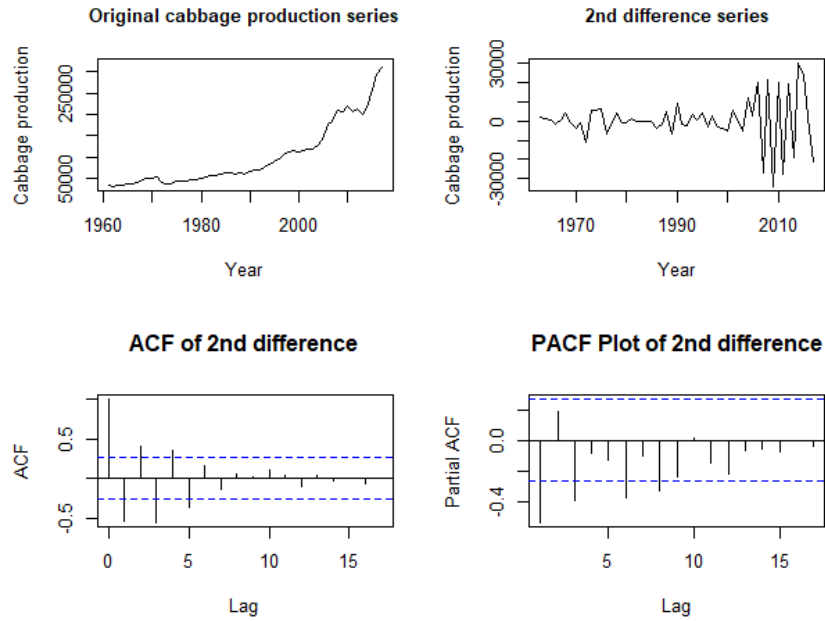 Original cabbage production series
Cabbage production
250000
50000
1960
1980
2000
Year
2nd difference series
Cabbage production
30000
0
-30000
1970
1990
2010
Year
ACF of 2nd difference
ACF
0.5
-0.5
0
5
10
15
Lag
PACF Plot of 2nd difference
Partial ACF
0.0
-0.4
5
10
15
Lag